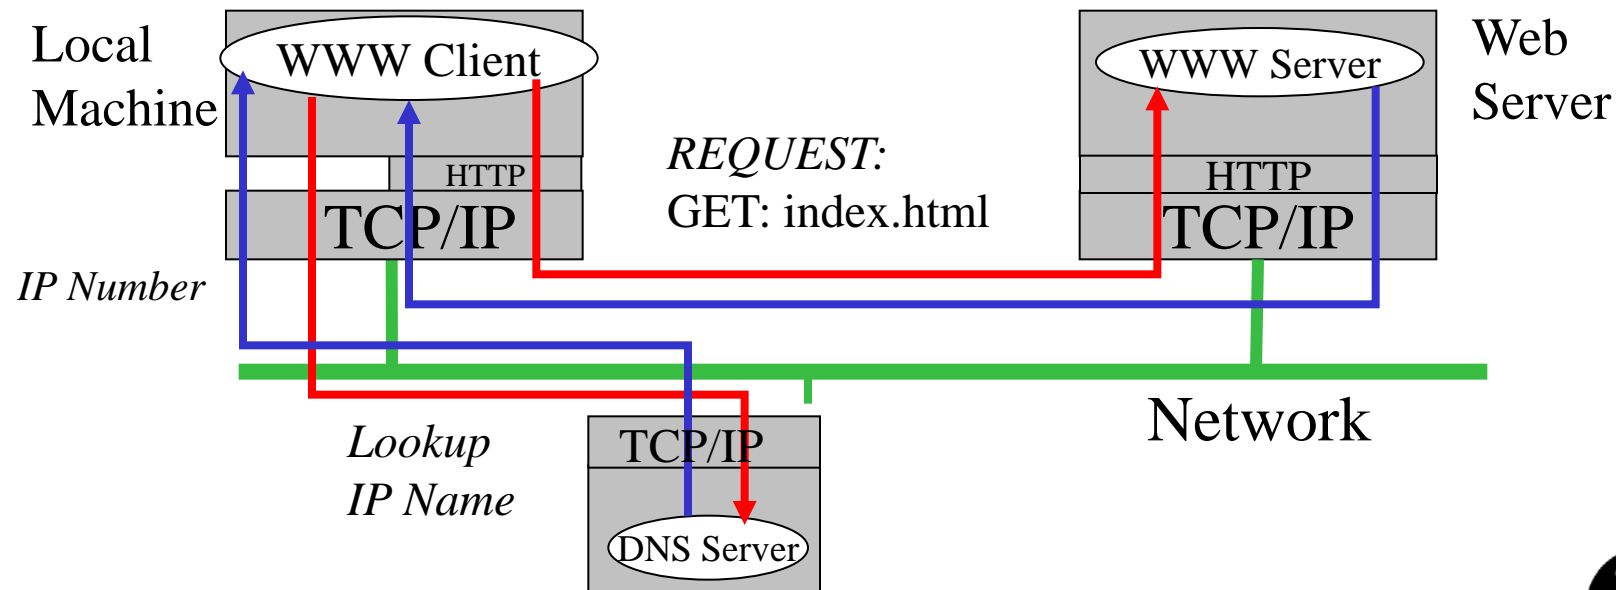 Local
Machine
WWW Client
HTTP
TCP/IP
IP Number
REQUEST:
GET: index.html
WWW Server
HTTP
TCP/IP
Web
Server
Lookup
IP Name
TCP/IP
DNS Server
Network